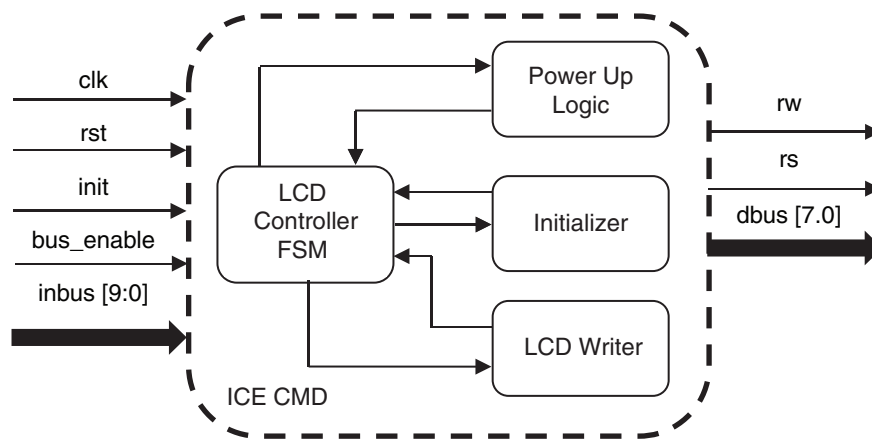 clk
rst
init
bus_enable
inbus [9:0]
LCD
Controller
FSM
Power Up
Logic
Initializer
LCD Writer
ICE CMD
rw
rs
dbus [7.0]